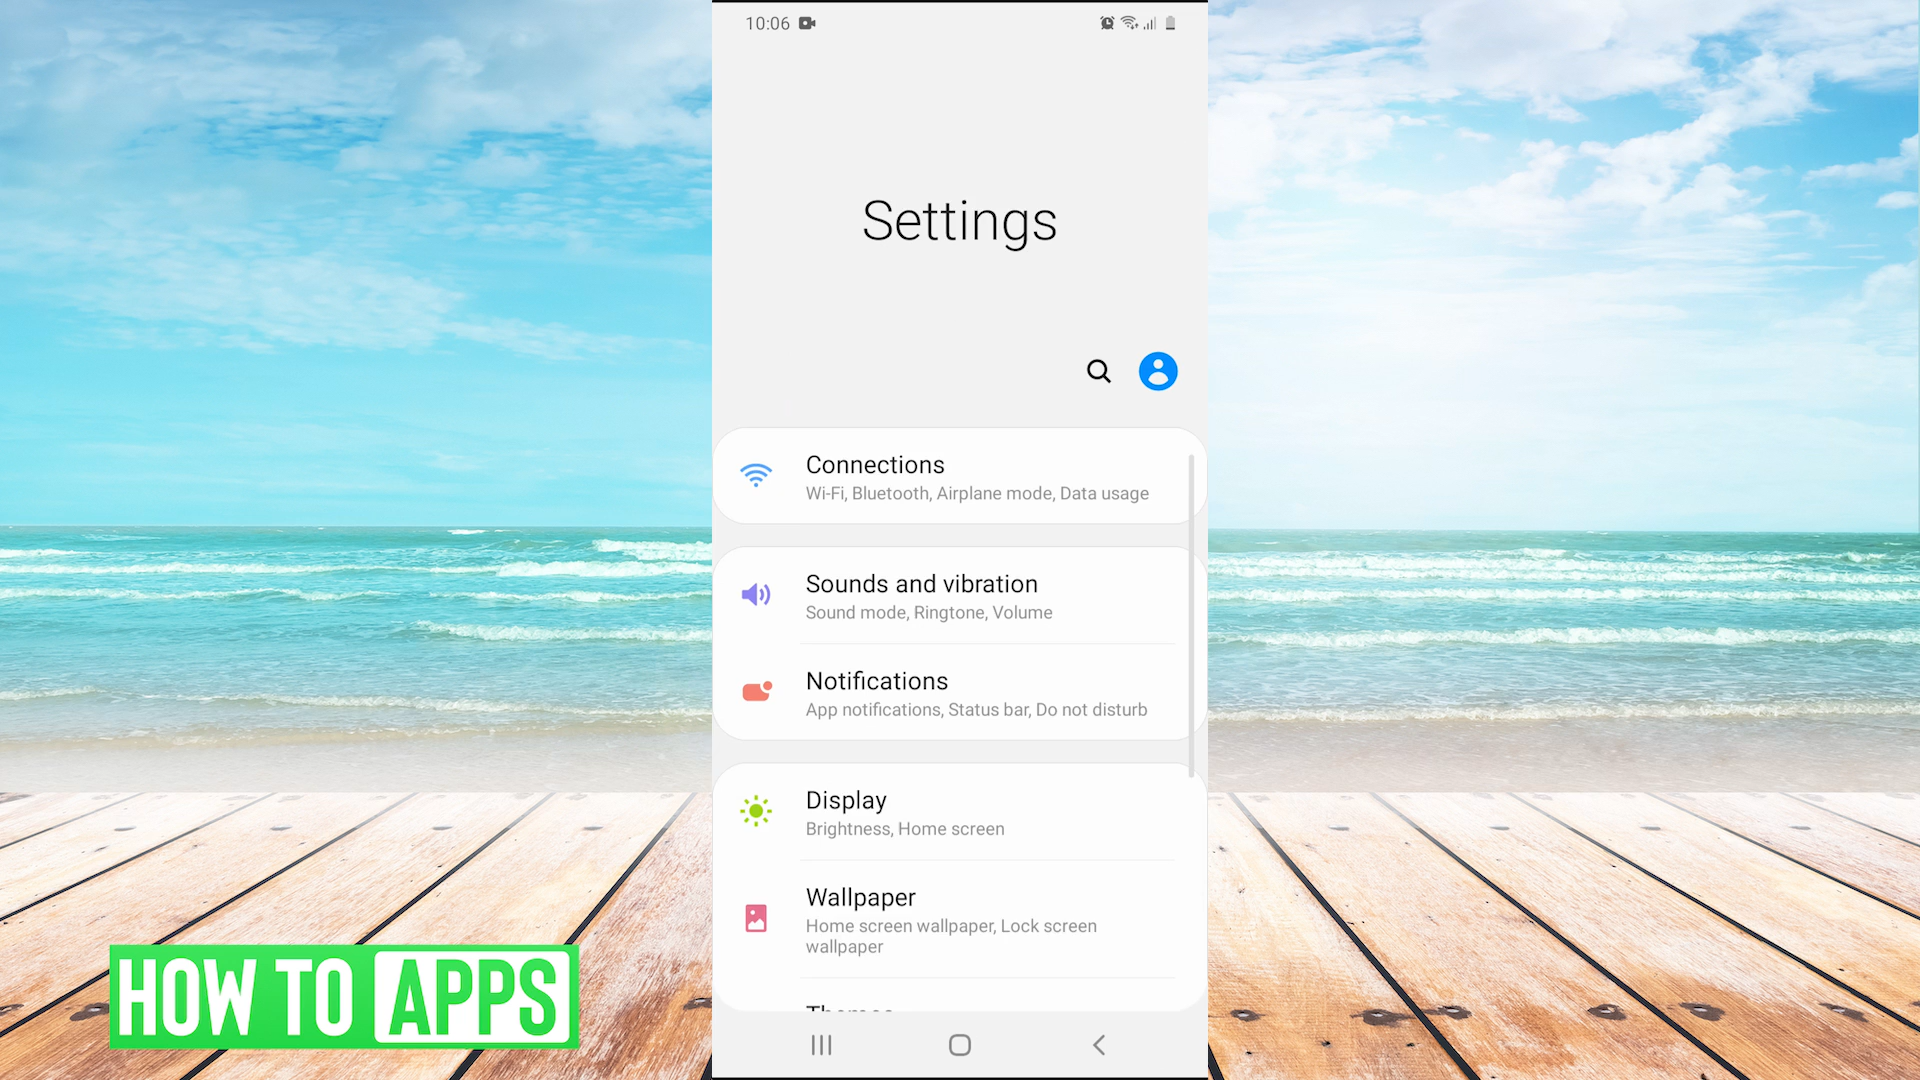 10:06
Settings
Connections
Wi-Fi, Bluetooth, Airplane mode, Data usage
Sounds and vibration
Sound mode, Ringtone, Volume
Notifications
App notifications, Status bar, Do not disturb
Display
Brightness, Home screen
Wallpaper
Home screen wallpaper, Lock screen
wallpaper
Themes
HOW TO APPS